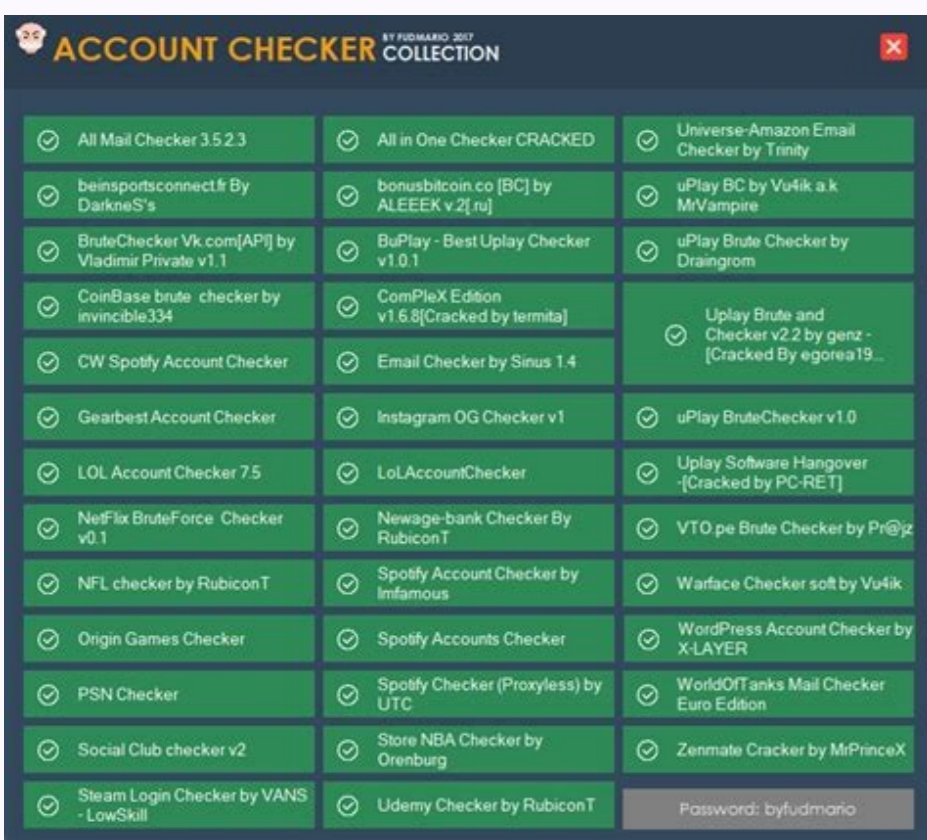 ACCOUNT CHECKER BY FUDMARIO 2017
COLLECTION
All Mail Checker 3.5.2.3
All in One Checker CRACKED
Universe-Amazon Email
Checker by Trinity
beinsportsconnect.fr By
DarkneS's
bonusbitcoin.co [BC] by
ALEEEK v.2[.ru]
uPlay BC by Vu4ik a.k
MrVampire
BruteChecker Vk.com[API] by
Vladimir Private v1.1
BuPlay - Best Uplay Checker
v1.0.1
uPlay Brute Checker by
Draingrom
CoinBase brute checker by
invincible334
ComPleX Edition
v1.6.8[Cracked by termita]
Uplay Brute and
Checker v2.2 by genz -
[Cracked By egorea19...
CW Spotify Account Checker
Email Checker by Sinus 1.4
Gearbest Account Checker
Instagram OG Checker v1
uPlay BruteChecker v1.0
LOL Account Checker 7.5
LoLAccountChecker
Uplay Software Hangover
-[Cracked by PC-RET]
NetFlix BruteForce Checker
v0.1
Newage-bank Checker By
RubiconT
VTO.pe Brute Checker by Pr@jz
NFL checker by RubiconT
Spotify Account Checker by
Imfamous
Warface Checker soft by Vu4ik
Origin Games Checker
Spotify Accounts Checker
WordPress Account Checker by
X-LAYER
PSN Checker
Spotify Checker (Proxyless) by
UTC
WorldOfTanks Mail Checker
Euro Edition
Social Club checker v2
Store NBA Checker by
Orenburg
Zenmate Cracker by MrPrinceX
Steam Login Checker by VANS
- LowSkill
Udemy Checker by RubiconT
Password: byfudmario